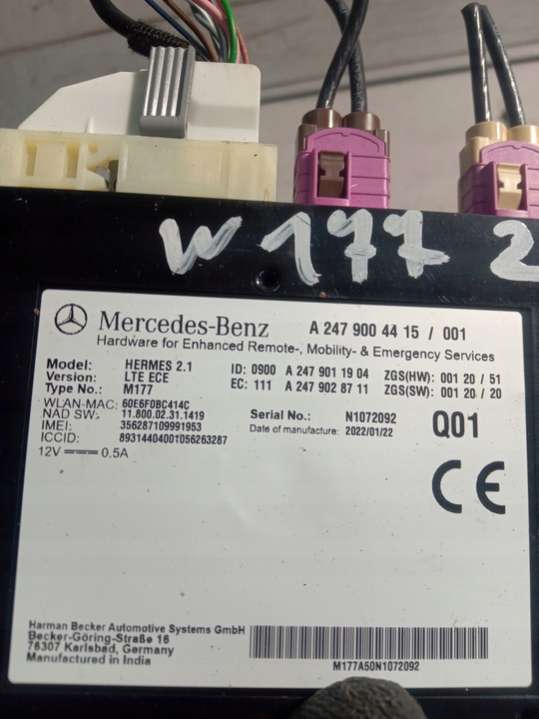 W 177 2
Mercedes-Benz A 247 900 44 15 / 001
Hardware for Enhanced Remote-, Mobility- & Emergency Services
Model: HERMES 2.1 ID: 0900 A 247 901 19 04 ZGS(HW): 001 20 / 51
Version: LTE ECE EC: 111 A 247 902 87 11 ZGS(SW): 001 20 / 20
Type No.: M177
WLAN-MAC: 60E6F0BC414C
NAD SW: 11.800.02.31.1419 Serial No.: N1072092 Q01
IMEI: 356287109991953 Date of manufacture: 2022/01/22
ICCID: 89314404001056263287
12V 0.5A
CE
Harman Becker Automotive Systems GmbH
Becker-Göring-Straße 16
76307 Karlsbad, Germany
Manufactured in India
M177A50N1072092